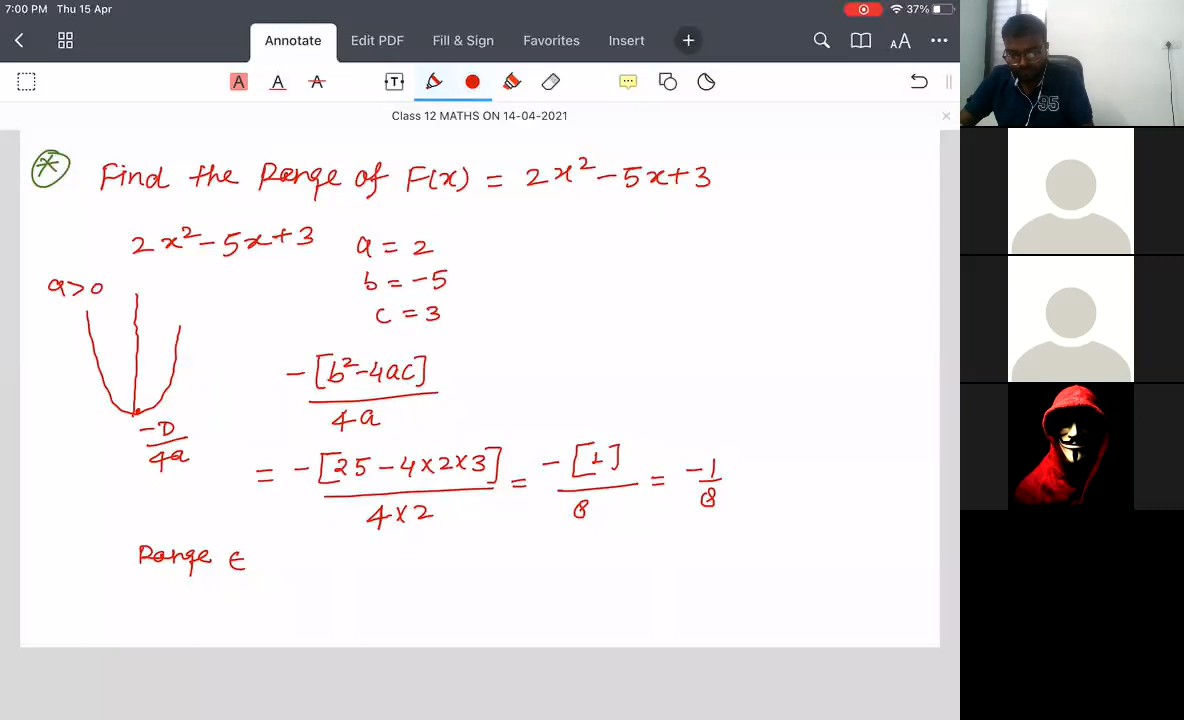 7:00 PM Thu 15 Apr
37%
Annotate Edit PDF Fill & Sign Favorites Insert
A A A T
Class 12 MATHS ON 14-04-2021
Find the Range of F(x) = 2x² - 5x + 3
2x² - 5x + 3 a = 2
b = -5
a > 0
c = 3
-[b² - 4ac] / 4a
-D / 4a
= -[25 - 4×2×3] / 4×2 = -[1] / 8 = -1/8
Range ∈
95